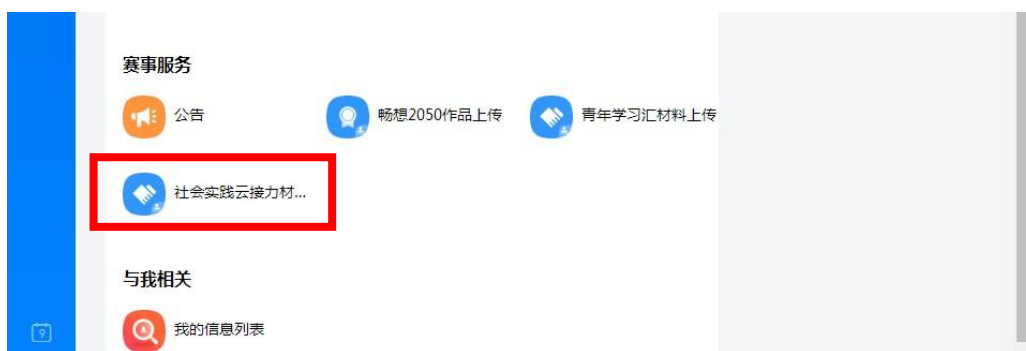 赛事服务
公告
畅想2050作品上传
青年学习汇材料上传
社会实践云接力材...
与我相关
9
我的信息列表